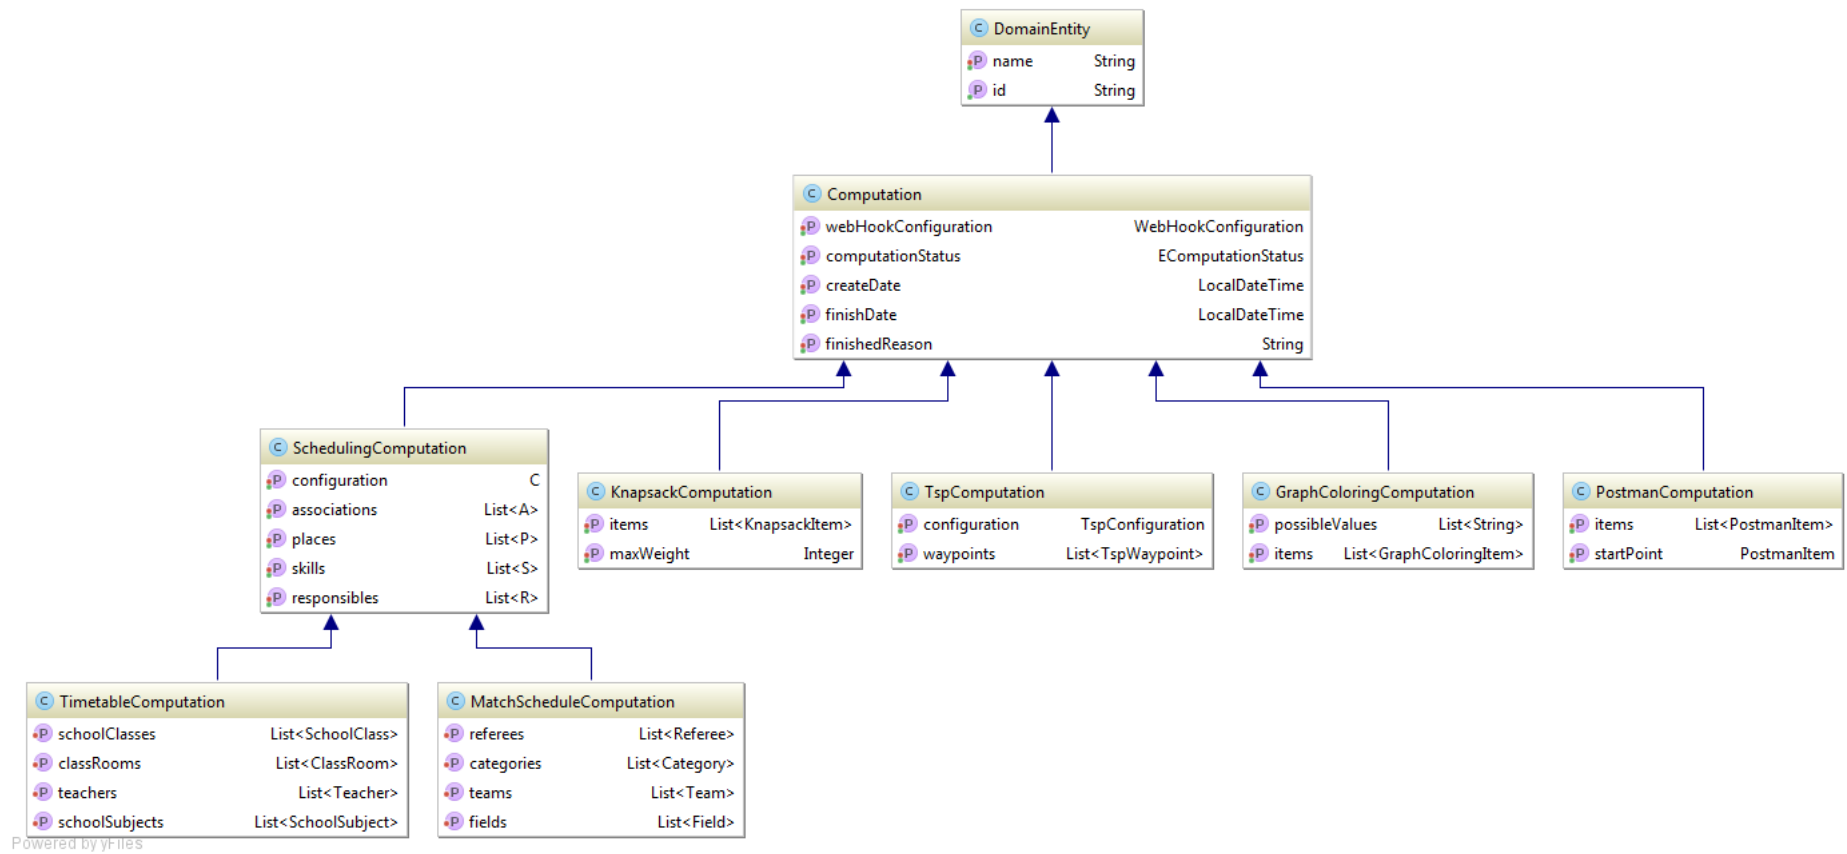 DomainEntity
name String
id String
Computation
webHookConfiguration WebHookConfiguration
computationStatus EComputationStatus
createDate LocalDateTime
finishDate LocalDateTime
finishedReason String
SchedulingComputation
configuration C
associations List<A>
places List<P>
skills List<S>
responsibles List<R>
KnapsackComputation
items List<KnapsackItem>
maxWeight Integer
TspComputation
configuration TspConfiguration
waypoints List<TspWaypoint>
GraphColoringComputation
possibleValues List<String>
items List<GraphColoringItem>
PostmanComputation
items List<PostmanItem>
startPoint PostmanItem
TimetableComputation
schoolClasses List<SchoolClass>
classRooms List<ClassRoom>
teachers List<Teacher>
schoolSubjects List<SchoolSubject>
MatchScheduleComputation
referees List<Referee>
categories List<Category>
teams List<Team>
fields List<Field>
Powered by yFiles